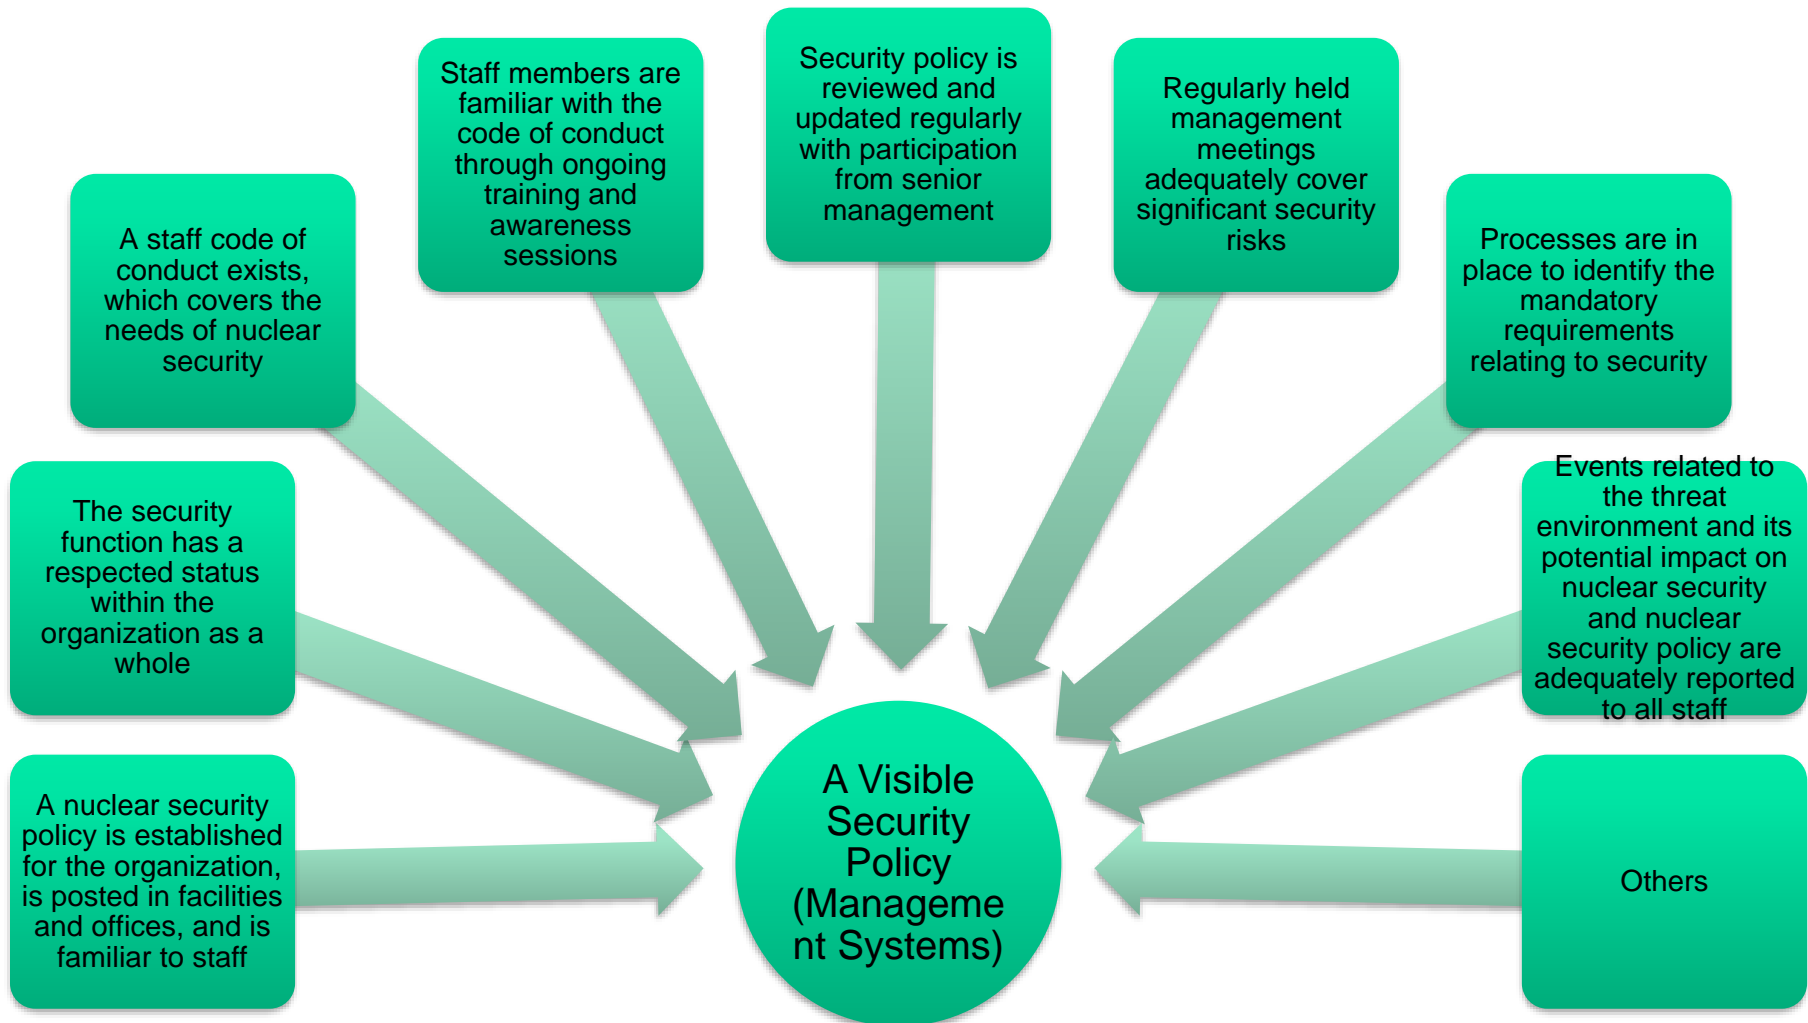 A nuclear security
policy is established
for the organization,
is posted in facilities
and offices, and is
familiar to staff
The security
function has a
respected status
within the
organization as a
whole
A staff code of
conduct exists,
which covers the
needs of nuclear
security
Staff members are
familiar with the
code of conduct
through ongoing
training and
awareness
sessions
Security policy is
reviewed and
updated regularly
with participation
from senior
management
Regularly held
management
meetings
adequately cover
significant security
risks
Processes are in
place to identify the
mandatory
requirements
relating to security
Events related to
the threat
environment and its
potential impact on
nuclear security
and nuclear
security policy are
adequately reported
to all staff
Others
A Visible
Security
Policy
(Manageme
nt Systems)